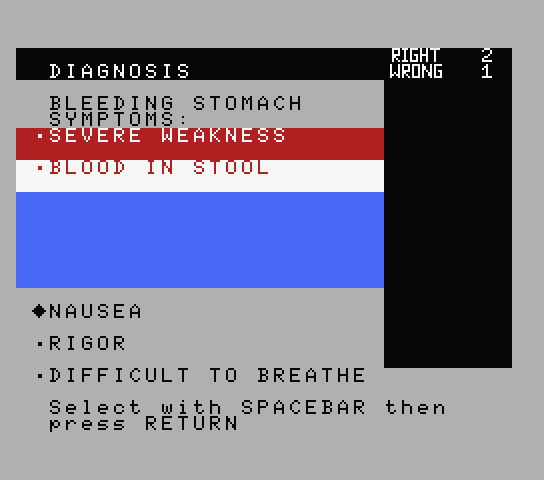 RIGHT 2
DIAGNOSIS
WRONG 1
BLEEDING STOMACH
SYMPTOMS:
·SEVERE WEAKNESS
·BLOOD IN STOOL
◆NAUSEA
·RIGOR
·DIFFICULT TO BREATHE
Select with SPACEBAR then
press RETURN